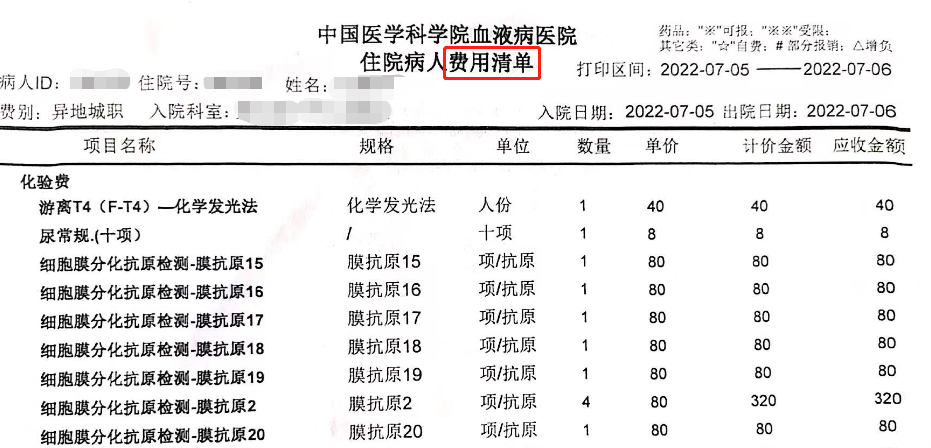 中国医学科学院血液病医院
药品："※"可报；"※※"受限；
其它类："☆"自费；＃部分报销；△增负
住院病人费用清单
打印区间：2022-07-05 ——2022-07-06
病人ID： 住院号： 姓名：
费别：异地城职 入院科室： 入院日期：2022-07-05 出院日期：2022-07-06
项目名称 规格 单位 数量 单价 计价金额 应收金额
化验费
游离T4（F-T4）—化学发光法 化学发光法 人份 1 40 40 40
尿常规.(十项） / 十项 1 8 8 8
细胞膜分化抗原检测-膜抗原15 膜抗原15 项/抗原 1 80 80 80
细胞膜分化抗原检测-膜抗原16 膜抗原16 项/抗原 1 80 80 80
细胞膜分化抗原检测-膜抗原17 膜抗原17 项/抗原 1 80 80 80
细胞膜分化抗原检测-膜抗原18 膜抗原18 项/抗原 1 80 80 80
细胞膜分化抗原检测-膜抗原19 膜抗原19 项/抗原 1 80 80 80
细胞膜分化抗原检测-膜抗原2 膜抗原2 项/抗原 4 80 320 320
细胞膜分化抗原检测-膜抗原20 膜抗原20 项/抗原 1 80 80 80